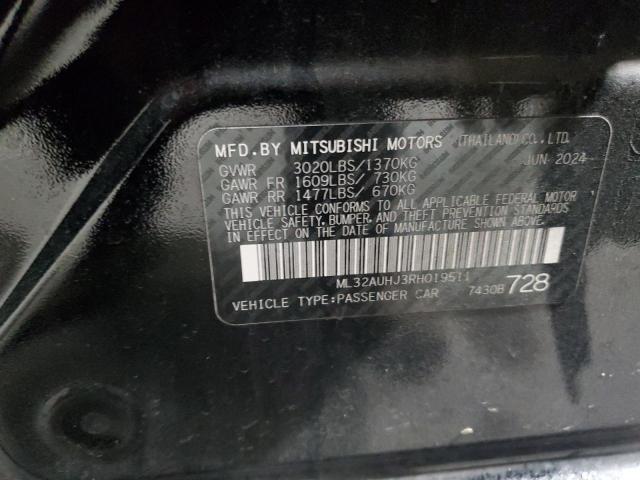 MFD. BY MITSUBISHI MOTORS (THAILAND) CO., LTD.
GVWR 3020LBS/1370KG JUN 2024
GAWR FR 1609LBS/ 730KG
GAWR RR 1477LBS/ 670KG
THIS VEHICLE CONFORMS TO ALL APPLICABLE FEDERAL MOTOR
VEHICLE SAFETY, BUMPER, AND THEFT PREVENTION STANDARDS
IN EFFECT ON THE DATE OF MANUFACTURE SHOWN ABOVE.
ML32AUHJ3RH019511
VEHICLE TYPE:PASSENGER CAR 7430B 728